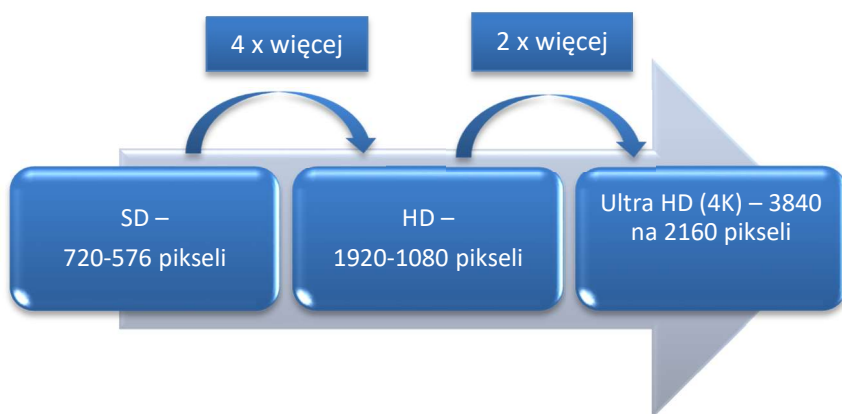 4 x więcej
2 x więcej
SD –
720-576 pikseli
HD –
1920-1080 pikseli
Ultra HD (4K) – 3840
na 2160 pikseli